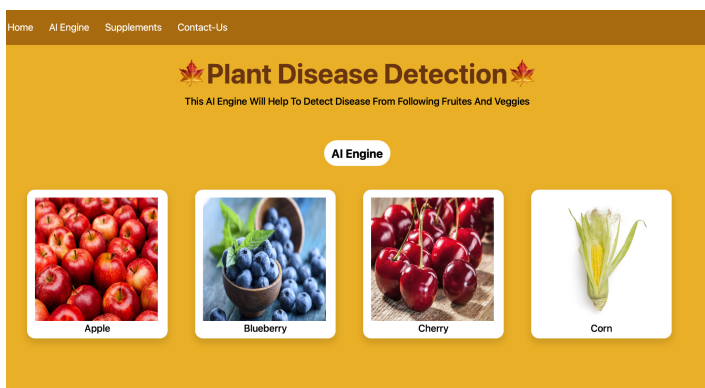 Home AI Engine Supplements Contact-Us
🍁Plant Disease Detection🍁
This AI Engine Will Help To Detect Disease From Following Fruites And Veggies
AI Engine
Apple Blueberry Cherry Corn